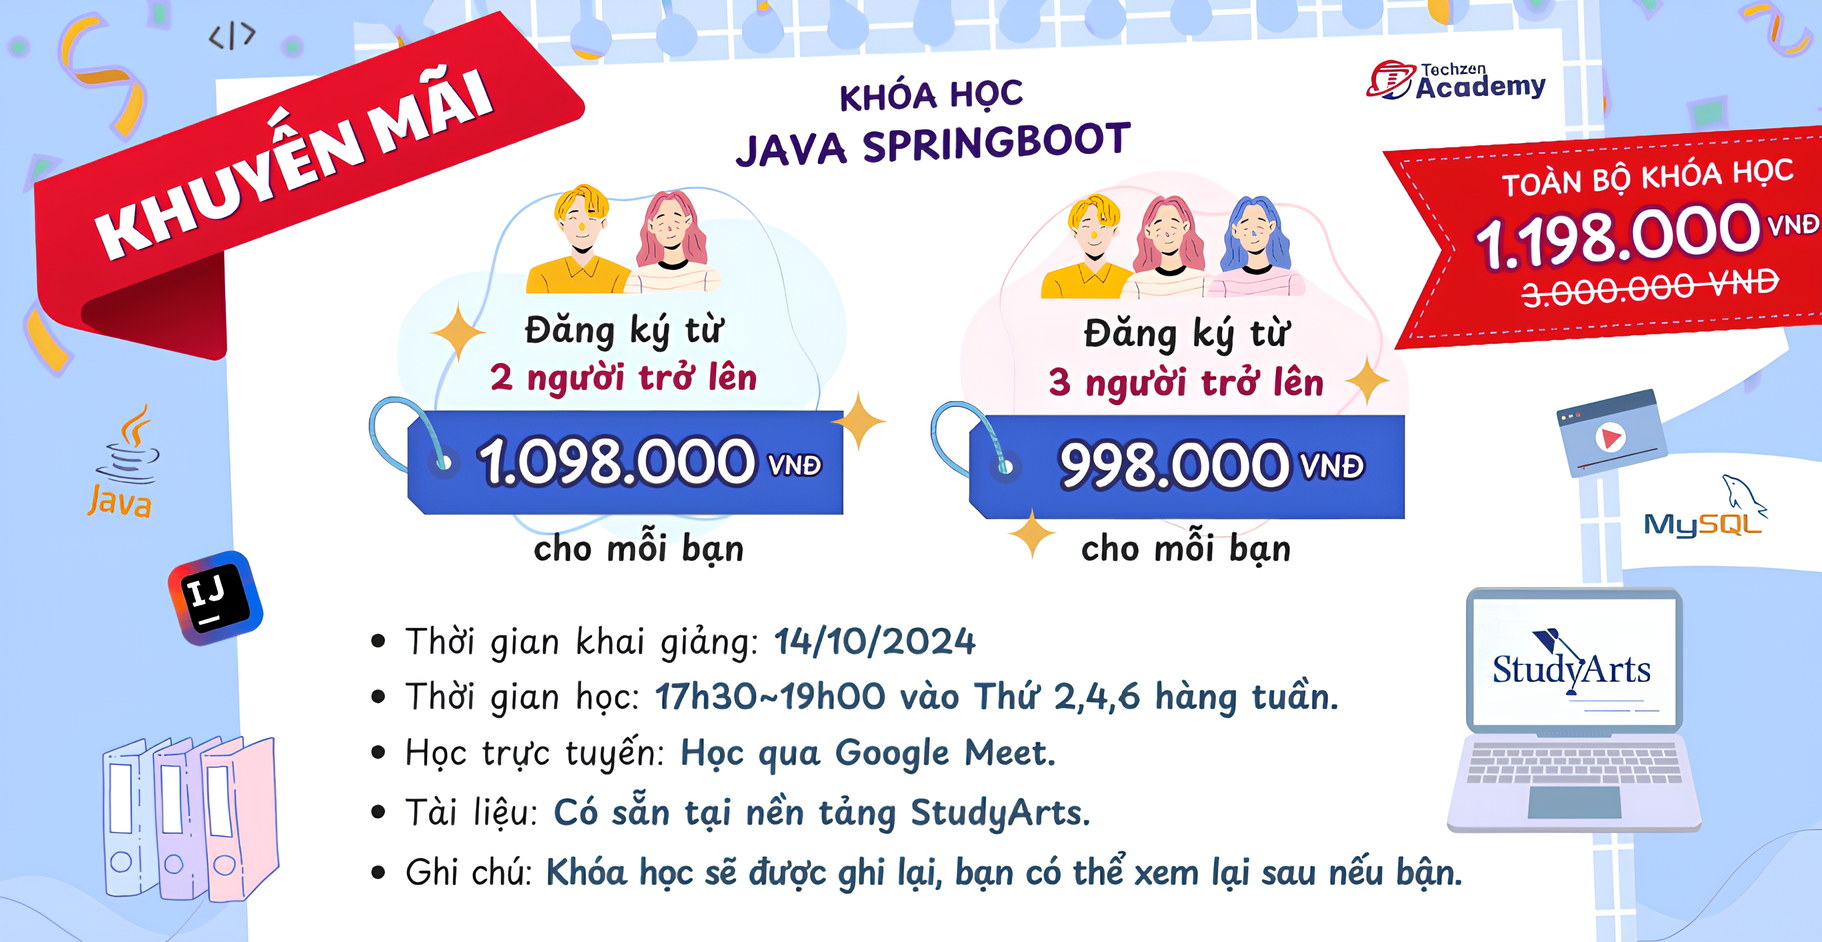 </>
KHUYẾN MÃI
KHÓA HỌC
JAVA SPRINGBOOT
Techzen
Academy
TOÀN BỘ KHÓA HỌC
1.198.000 VNĐ
3.000.000 VNĐ
Đăng ký từ
2 người trở lên
1.098.000 VNĐ
cho mỗi bạn
Đăng ký từ
3 người trở lên
998.000 VNĐ
cho mỗi bạn
Java
MySQL
IJ
StudyArts
• Thời gian khai giảng: 14/10/2024
• Thời gian học: 17h30~19h00 vào Thứ 2,4,6 hàng tuần.
• Học trực tuyến: Học qua Google Meet.
• Tài liệu: Có sẵn tại nền tảng StudyArts.
• Ghi chú: Khóa học sẽ được ghi lại, bạn có thể xem lại sau nếu bận.